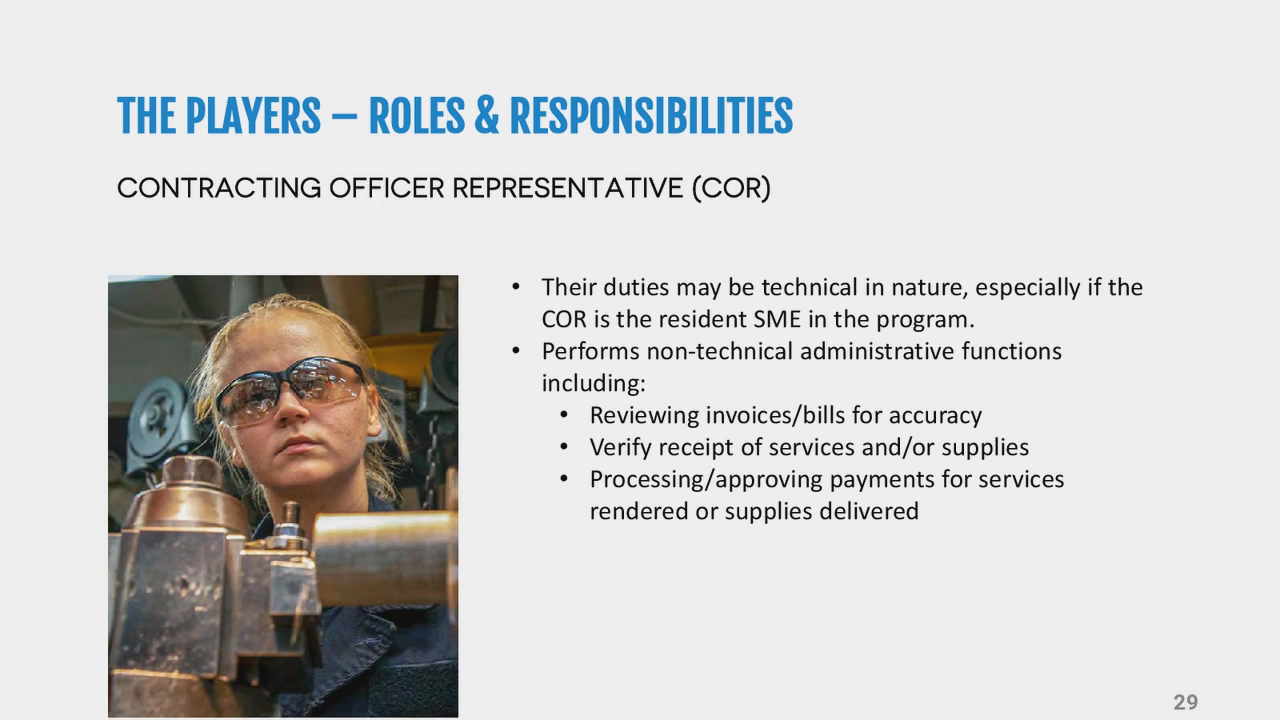 THE PLAYERS – ROLES & RESPONSIBILITIES
CONTRACTING OFFICER REPRESENTATIVE (COR)
• Their duties may be technical in nature, especially if the
COR is the resident SME in the program.
• Performs non-technical administrative functions
including:
• Reviewing invoices/bills for accuracy
• Verify receipt of services and/or supplies
• Processing/approving payments for services
rendered or supplies delivered
29